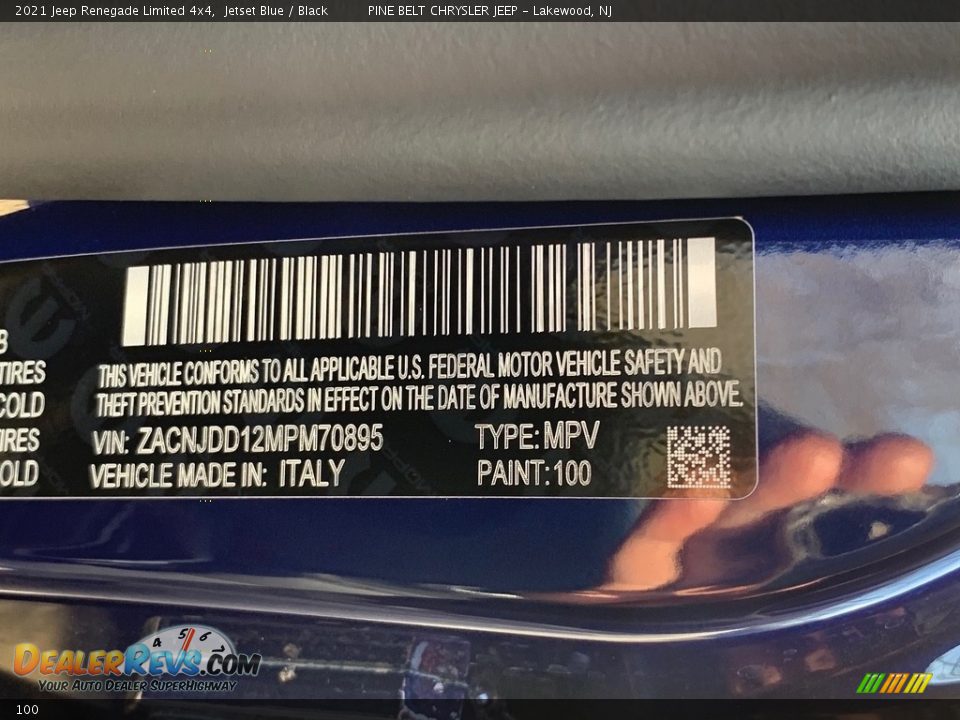 2021 Jeep Renegade Limited 4x4, Jetset Blue / Black PINE BELT CHRYSLER JEEP - Lakewood, NJ
B
TIRES
COLD
IRES
OLD
THIS VEHICLE CONFORMS TO ALL APPLICABLE U.S. FEDERAL MOTOR VEHICLE SAFETY AND
THEFT PREVENTION STANDARDS IN EFFECT ON THE DATE OF MANUFACTURE SHOWN ABOVE.
VIN: ZACNJDD12MPM70895 TYPE: MPV
VEHICLE MADE IN: ITALY PAINT: 100
4 5 6
DEALERREVS.COM
YOUR AUTO DEALER SUPERHIGHWAY
100